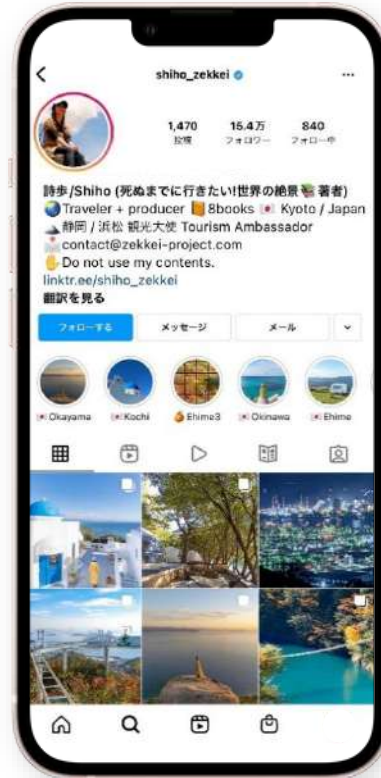 shiho_zekkei
1,470 15.4万 840
投稿 フォロワー フォロー中
詩歩/Shiho (死ぬまでに行きたい!世界の絶景 著者)
Traveler + producer 8books Kyoto / Japan
静岡 / 浜松 観光大使 Tourism Ambassador
contact@zekkei-project.com
Do not use my contents.
linktr.ee/shiho_zekkei
翻訳を見る
フォローする メッセージ メール
Okayama Kochi Ehime3 Okinawa Ehime